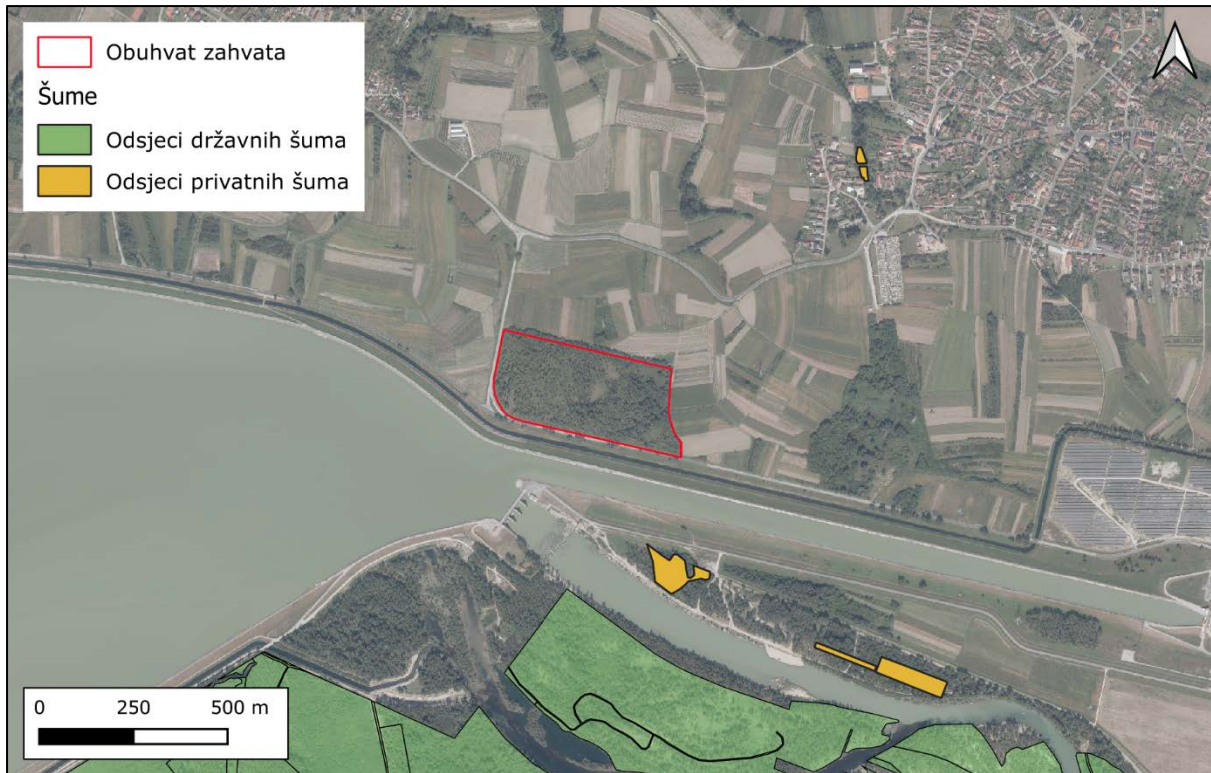 Obuhvat zahvata
Šume
Odsjeci državnih šuma
Odsjeci privatnih šuma
0 250 500 m